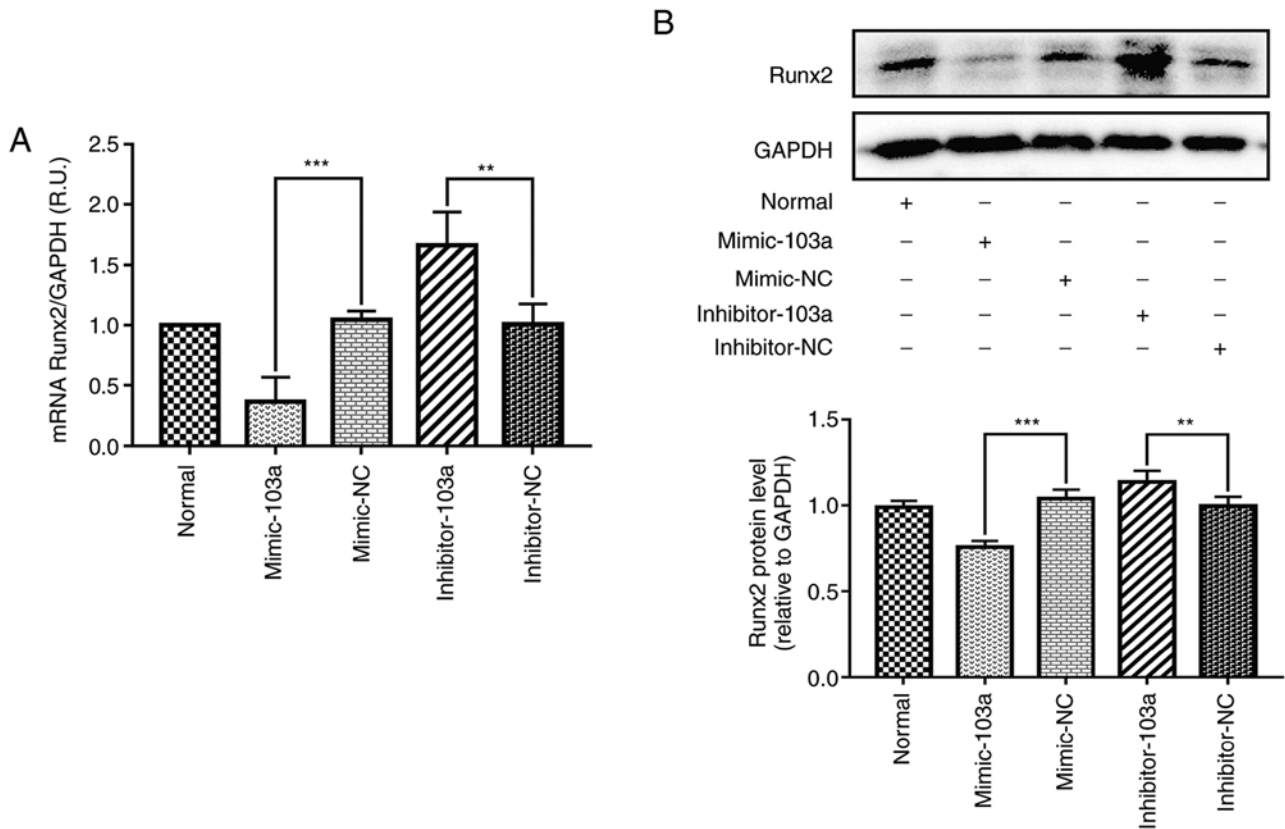 A
mRNA Runx2/GAPDH (R.U.)
2.5
2.0
1.5
1.0
0.5
0.0
***
**
Normal
Mimic-103a
Mimic-NC
Inhibitor-103a
Inhibitor-NC
B
Runx2
GAPDH
Normal + − − − −
Mimic-103a − + − − −
Mimic-NC − − + − −
Inhibitor-103a − − − + −
Inhibitor-NC − − − − +
Runx2 protein level
(relative to GAPDH)
1.5
1.0
0.5
0.0
***
**
Normal
Mimic-103a
Mimic-NC
Inhibitor-103a
Inhibitor-NC